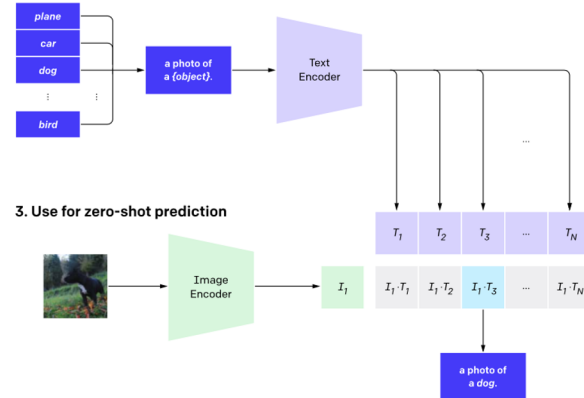 plane
car
dog
⋮ ⋮
bird
a photo of
a {object}.
Text
Encoder
...
3. Use for zero-shot prediction
T1 T2 T3 ... TN
Image
Encoder
I1
I1·T1 I1·T2 I1·T3 ... I1·TN
a photo of
a dog.